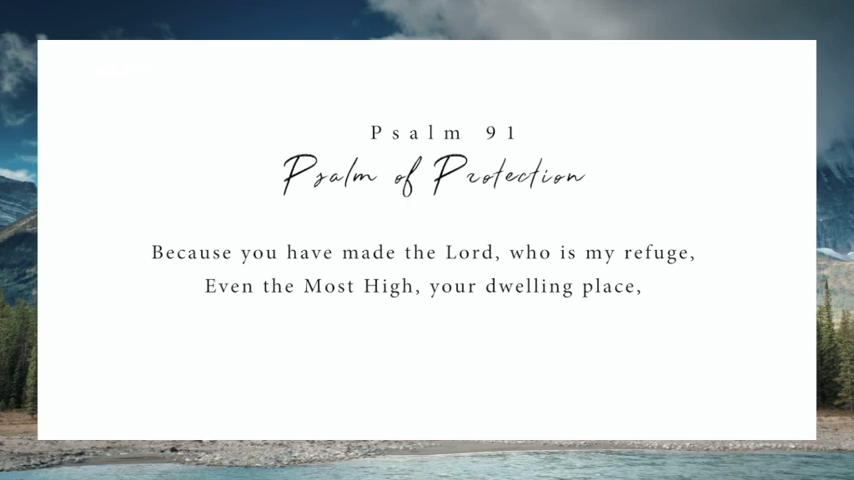 Psalm 91
Psalm of Protection
Because you have made the Lord, who is my refuge,
Even the Most High, your dwelling place,